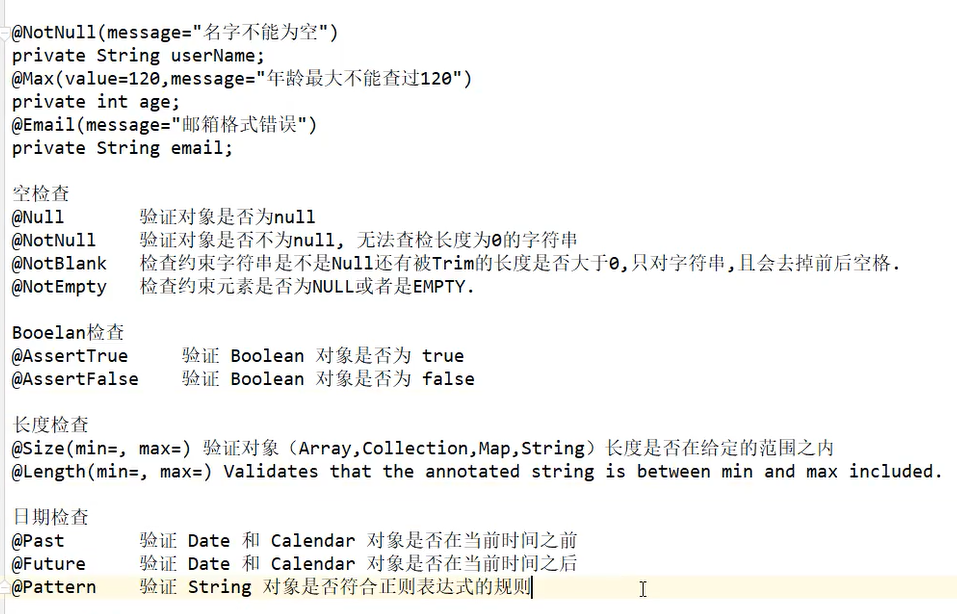 @NotNull(message="名字不能为空")
private String userName;
@Max(value=120,message="年龄最大不能查过120")
private int age;
@Email(message="邮箱格式错误")
private String email;
空检查
@Null 验证对象是否为null
@NotNull 验证对象是否不为null, 无法查检长度为0的字符串
@NotBlank 检查约束字符串是不是Null还有被Trim的长度是否大于0,只对字符串,且会去掉前后空格.
@NotEmpty 检查约束元素是否为NULL或者是EMPTY.
Booelan检查
@AssertTrue 验证 Boolean 对象是否为 true
@AssertFalse 验证 Boolean 对象是否为 false
长度检查
@Size(min=, max=) 验证对象（Array,Collection,Map,String）长度是否在给定的范围之内
@Length(min=, max=) Validates that the annotated string is between min and max included.
日期检查
@Past 验证 Date 和 Calendar 对象是否在当前时间之前
@Future 验证 Date 和 Calendar 对象是否在当前时间之后
@Pattern 验证 String 对象是否符合正则表达式的规则